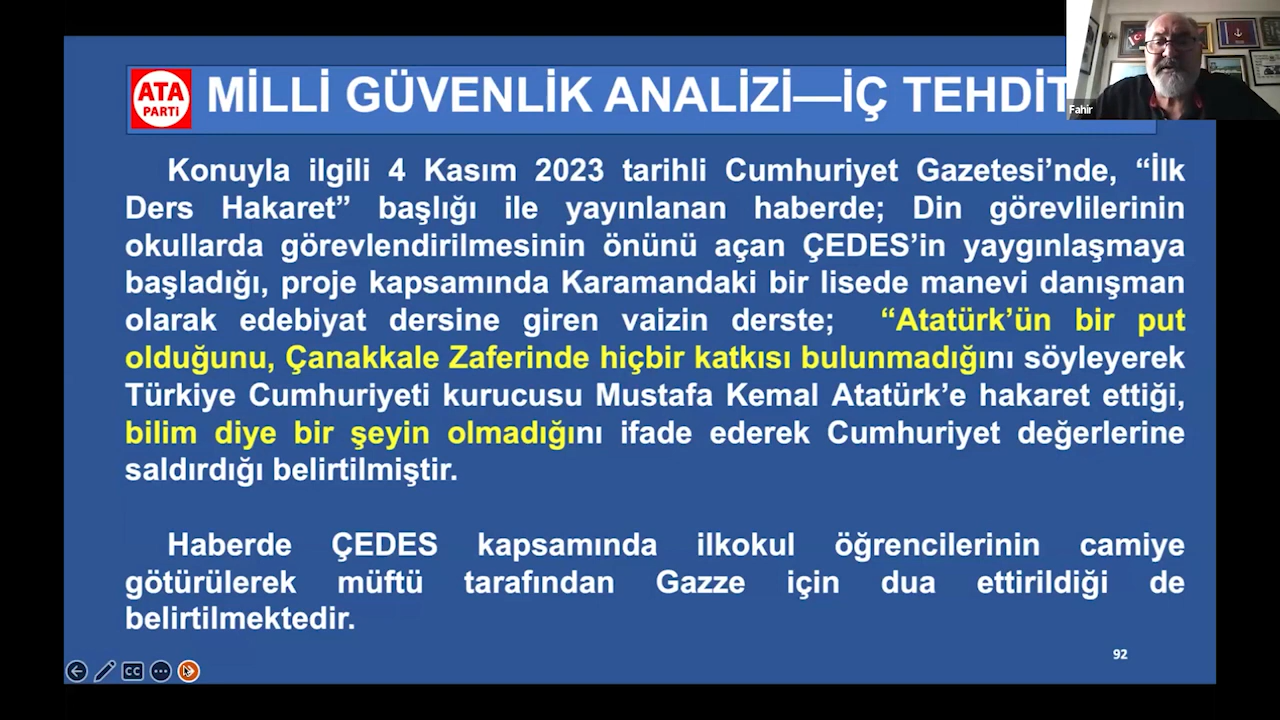 ATA
PARTİ
MİLLİ GÜVENLİK ANALİZİ—İÇ TEHDİT
Fahir
Konuyla ilgili 4 Kasım 2023 tarihli Cumhuriyet Gazetesi’nde, “İlk
Ders Hakaret” başlığı ile yayınlanan haberde; Din görevlilerinin
okullarda görevlendirilmesinin önünü açan ÇEDES’in yaygınlaşmaya
başladığı, proje kapsamında Karamandaki bir lisede manevi danışman
olarak edebiyat dersine giren vaizin derste; “Atatürk’ün bir put
olduğunu, Çanakkale Zaferinde hiçbir katkısı bulunmadığını söyleyerek
Türkiye Cumhuriyeti kurucusu Mustafa Kemal Atatürk’e hakaret ettiği,
bilim diye bir şeyin olmadığını ifade ederek Cumhuriyet değerlerine
saldırdığı belirtilmiştir.
Haberde ÇEDES kapsamında ilkokul öğrencilerinin camiye
götürülerek müftü tarafından Gazze için dua ettirildiği de
belirtilmektedir.
92
CC